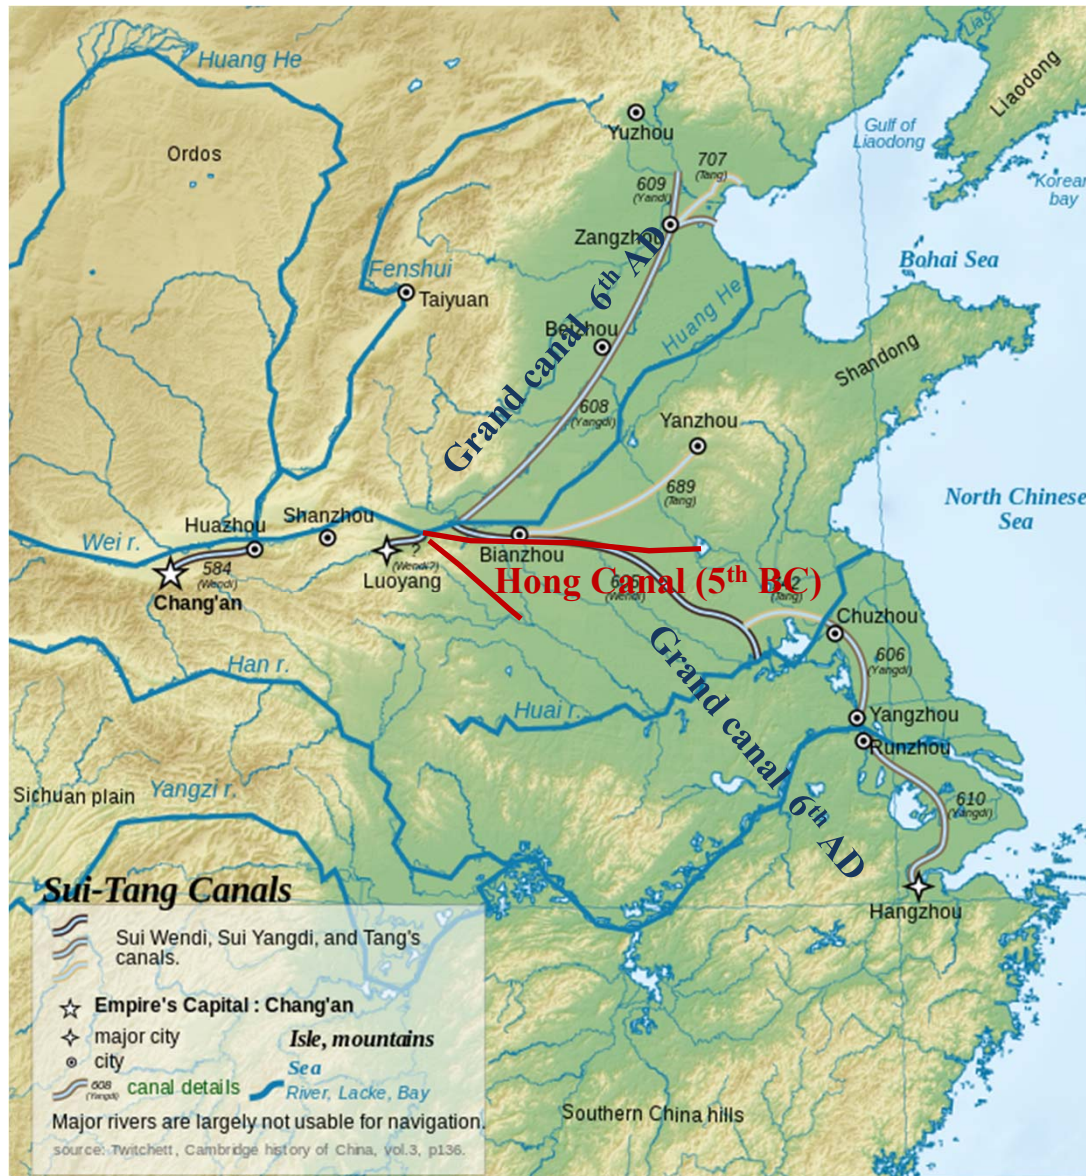 Huang He
Ordos
Yuzhou
Liaodong
Gulf of
Liaodong
Korean
bay
707
(Tang)
609
(Yandi)
Zangzhou
Bohai Sea
Fenshui
Taiyuan
Grand canal 6th AD
Beizhou
Huang He
Shandong
608
(Yangdi)
Yanzhou
689
(Tang)
North Chinese
Sea
Wei r.
Huazhou
Shanzhou
584
(Wendi)
Chang'an
?
(Wendi?)
Luoyang
Bianzhou
Hong Canal (5th BC)
(Wendi)
(Tang)
Chuzhou
606
(Yangdi)
Han r.
Huai r.
Grand canal 6th AD
Yangzhou
Runzhou
Sichuan plain
Yangzi r.
610
(Yangdi)
Hangzhou
Sui-Tang Canals
Sui Wendi, Sui Yangdi, and Tang's
canals.
Empire's Capital : Chang'an
major city
Isle, mountains
city
Sea
608
(Yangdi)
canal details
River, Lacke, Bay
Major rivers are largely not usable for navigation.
source: Twitchett, Cambridge history of China, vol.3, p136.
Southern China hills